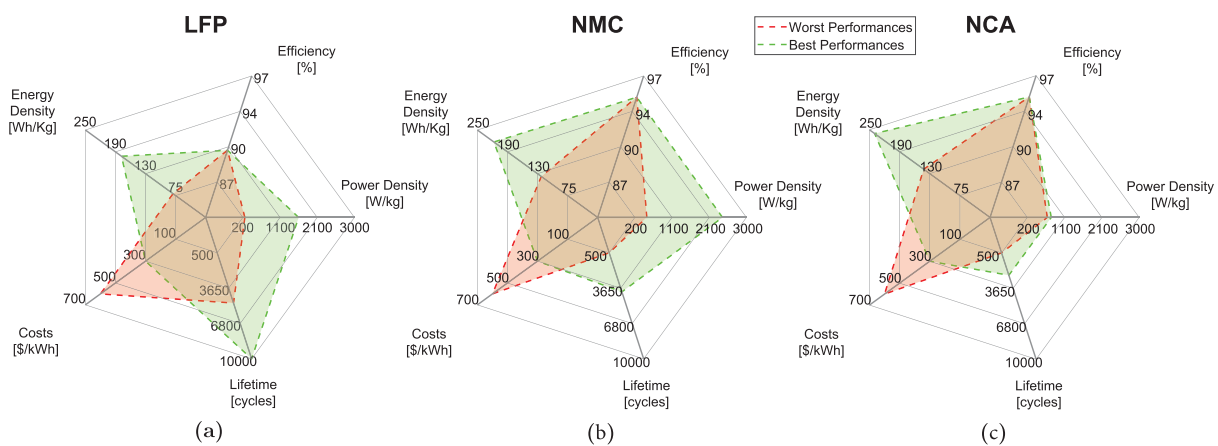 LFP
Efficiency
[%]
97
94
90
87
Energy
Density
[Wh/Kg]
250
190
130
75
Power Density
[W/kg]
200
1100
2100
3000
100
300
500
700
Costs
[$/kWh]
500
3650
6800
10000
Lifetime
[cycles]
(a)
NMC
Efficiency
[%]
97
94
90
87
Energy
Density
[Wh/Kg]
250
190
130
75
Power Density
[W/kg]
200
1100
2100
3000
100
300
500
700
Costs
[$/kWh]
500
3650
6800
10000
Lifetime
[cycles]
(b)
Worst Performances
Best Performances
NCA
Efficiency
[%]
97
94
90
87
Energy
Density
[Wh/Kg]
250
190
130
75
Power Density
[W/kg]
200
1100
2100
3000
100
300
500
700
Costs
[$/kWh]
500
3650
6800
10000
Lifetime
[cycles]
(c)